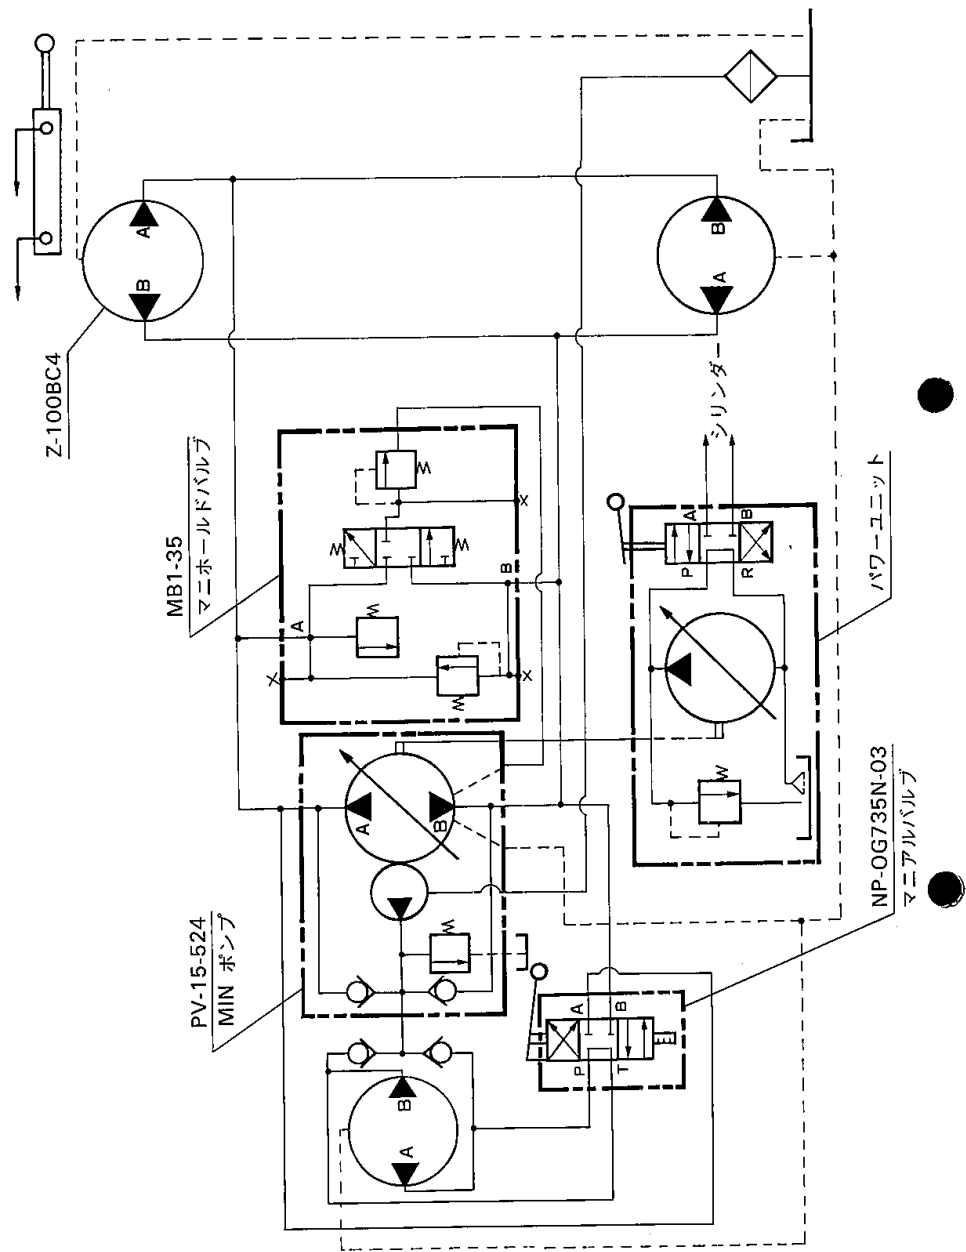 Z-100BC4
A
B
B
A
MB1-35
マニホールドバルブ
X
A
B
X
X
シリンダー
A
B
P
R
パワーユニット
PV-15-524
MIN ポンプ
A
B
NP-OG735N-03
マニアルバルブ
A
B
P
T
B
A